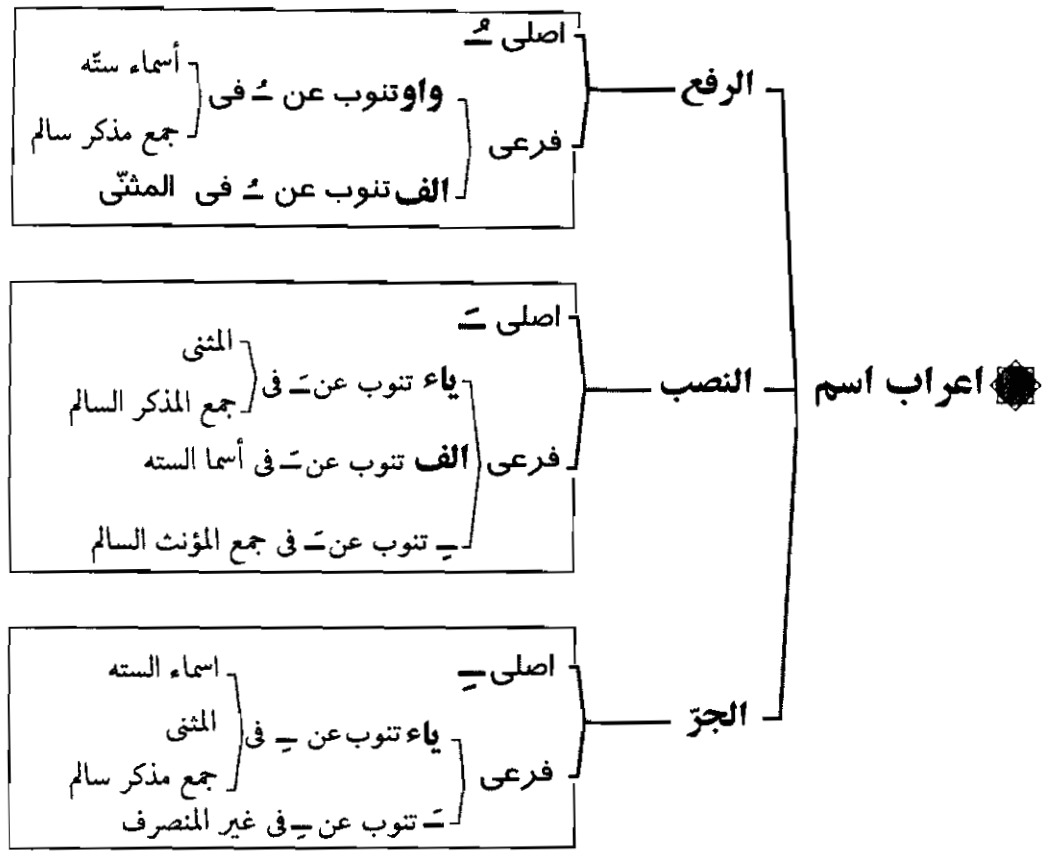 اعراب اسم
الرفع
اصلی ـُ
فرعی
واو تنوب عن ـُ فی
أسماء ستّه
جمع مذکر سالم
الف تنوب عن ـُ فی المثنّی
النصب
اصلی ـَ
فرعی
یاء تنوب عن ـَ فی
المثنی
جمع المذکر السالم
الف تنوب عن ـَ فی أسما السته
ـِ تنوب عن ـَ فی جمع المؤنث السالم
الجرّ
اصلی ـِ
فرعی
یاء تنوب عن ـِ فی
اسماء السته
المثنی
جمع مذکر سالم
ـَ تنوب عن ـِ فی غیر المنصرف